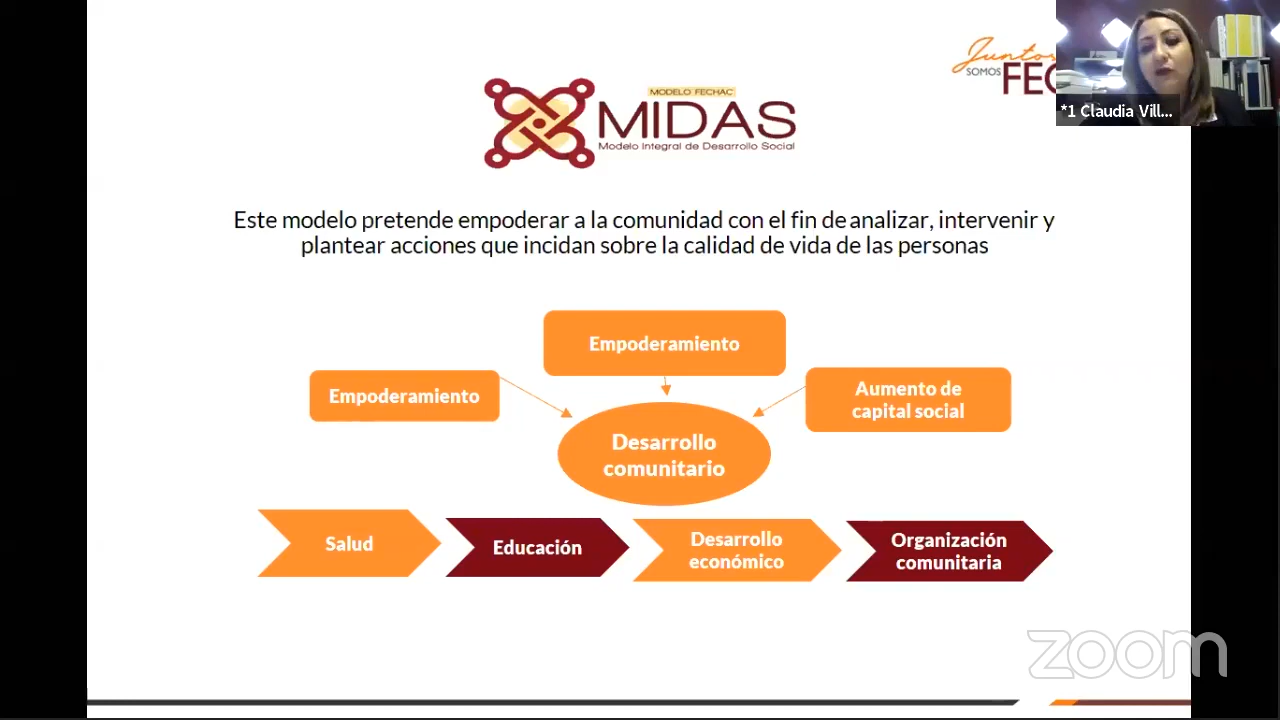 Juntos
SOMOS FEC
*1 Claudia Vill...
MODELO FECHAC
MIDAS
Modelo Integral de Desarrollo Social
Este modelo pretende empoderar a la comunidad con el fin de analizar, intervenir y
plantear acciones que incidan sobre la calidad de vida de las personas
Empoderamiento
Empoderamiento
Aumento de
capital social
Desarrollo
comunitario
Salud
Educación
Desarrollo
económico
Organización
comunitaria
zoom